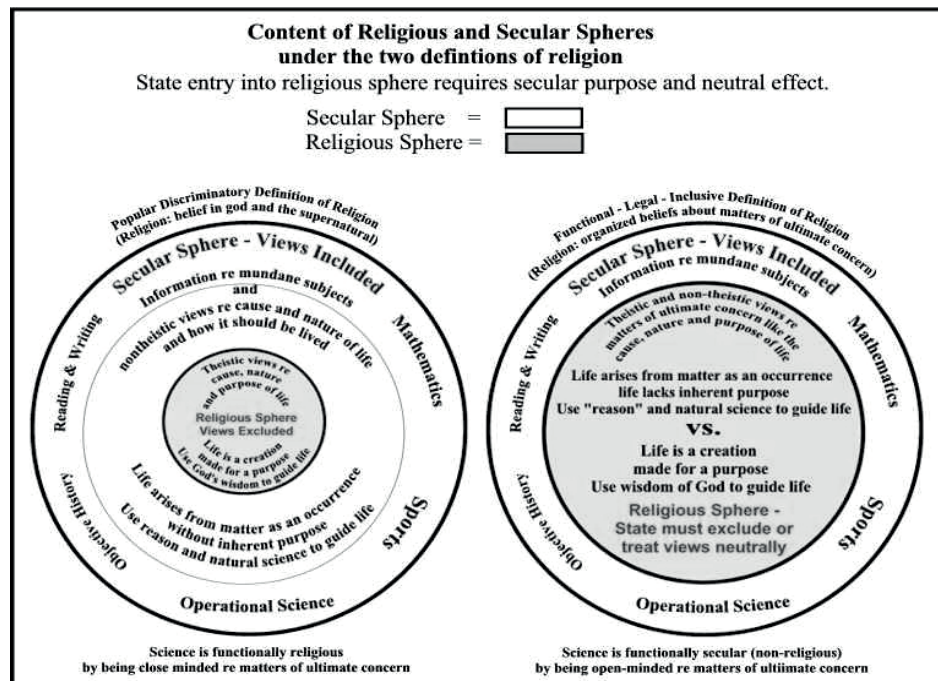 Content of Religious and Secular Spheres
under the two defintions of religion
State entry into religious sphere requires secular purpose and neutral effect.
Secular Sphere =
Religious Sphere =
Popular Discriminatory Definition of Religion
(Religion: belief in god and the supernatural)
Secular Sphere - Views Included
Information re mundane subjects
and
nontheistic views re cause and nature of life
and how it should be lived
Reading & Writing
Mathematics
Theistic views re
cause, nature
and purpose of life
Religious Sphere
Views Excluded
Life is a creation
made for a purpose
Use God's wisdom to guide life
Life arises from matter as an occurrence
without inherent purpose
Use reason and natural science to guide life
Objective History
Sports
Operational Science
Science is functionally religious
by being close minded re matters of ultimate concern
Functional - Legal - Inclusive Definition of Religion
(Religion: organized beliefs about matters of ultimate concern)
Secular Sphere - Views Included
Information re mundane subjects
Reading & Writing
Mathematics
Theistic and non-theistic views re
matters of ultimate concern like the
cause, nature and purpose of life
Life arises from matter as an occurrence
life lacks inherent purpose
Use "reason" and natural science to guide life
vs.
Life is a creation
made for a purpose
Use wisdom of God to guide life
Religious Sphere -
State must exclude or
treat views neutrally
Objective History
Sports
Operational Science
Science is functionally secular (non-religious)
by being open-minded re matters of ultiimate concern